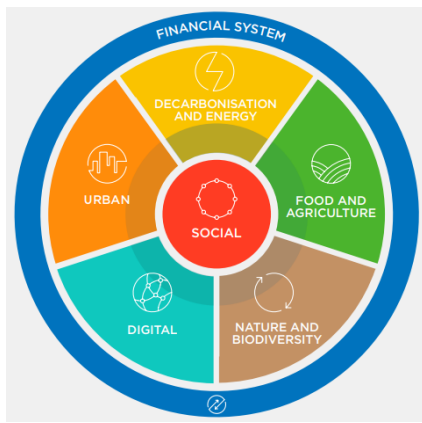 FINANCIAL SYSTEM
DECARBONISATION
AND ENERGY
URBAN
FOOD AND
AGRICULTURE
SOCIAL
DIGITAL
NATURE AND
BIODIVERSITY